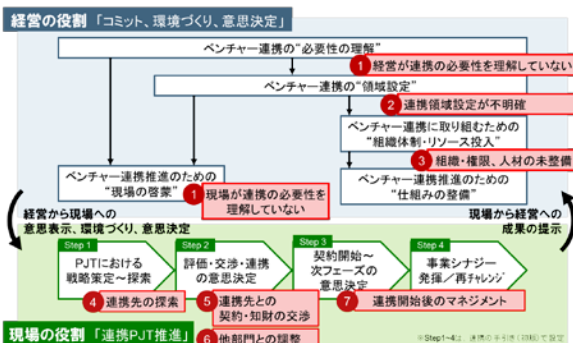 経営の役割「コミット、環境づくり、意思決定」
ベンチャー連携の“必要性の理解”
1 経営が連携の必要性を理解していない
ベンチャー連携の“領域設定”
2 連携領域設定が不明確
ベンチャー連携に取り組むための
“組織体制・リソース投入”
3 組織・権限、人材の未整備
ベンチャー連携推進のための
“現場の啓蒙”
1 現場が連携の必要性を
理解していない
ベンチャー連携推進のための
“仕組みの整備”
経営から現場への
意思表示、環境づくり、意思決定
現場から経営への
成果の提示
Step 1
PJTにおける
戦略策定~探索
Step 2
評価・交渉・連携
の意思決定
Step 3
契約開始~
次フェーズの
意思決定
Step 4
事業シナジー
発揮/再チャレンジ
4 連携先の探索
5 連携先との
契約・知財の交渉
7 連携開始後のマネジメント
6 他部門との調整
現場の役割「連携PJT推進」
※Step1~4は、連携の手引き(初版)で設定